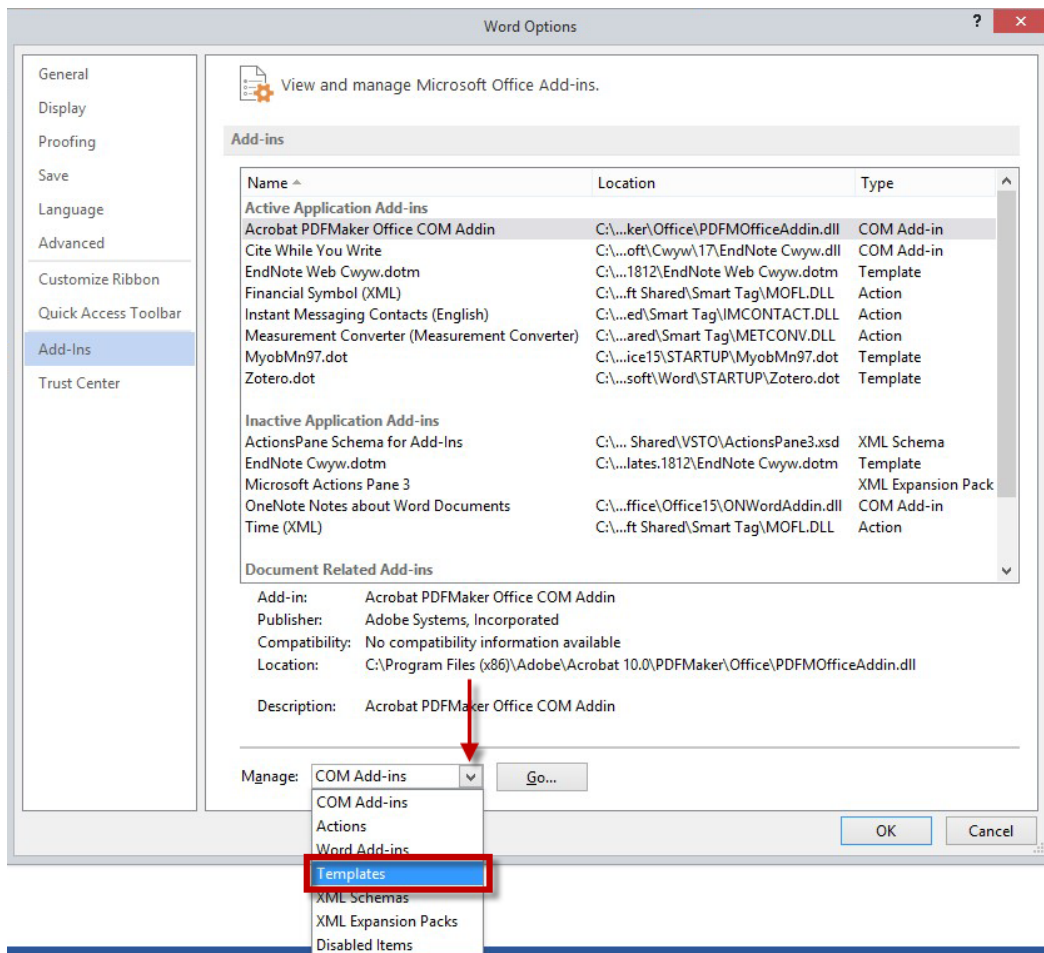 Word Options
?
General
Display
Proofing
Save
Language
Advanced
Customize Ribbon
Quick Access Toolbar
Add-Ins
Trust Center
View and manage Microsoft Office Add-ins.
Add-ins
Name Location Type
Active Application Add-ins
Acrobat PDFMaker Office COM Addin C:\...ker\Office\PDFMOfficeAddin.dll COM Add-in
Cite While You Write C:\...oft\Cwyw\17\EndNote Cwyw.dll COM Add-in
EndNote Web Cwyw.dotm C:\...1812\EndNote Web Cwyw.dotm Template
Financial Symbol (XML) C:\...ft Shared\Smart Tag\MOFL.DLL Action
Instant Messaging Contacts (English) C:\...ed\Smart Tag\IMCONTACT.DLL Action
Measurement Converter (Measurement Converter) C:\...ared\Smart Tag\METCONV.DLL Action
MyobMn97.dot C:\...ice15\STARTUP\MyobMn97.dot Template
Zotero.dot C:\...soft\Word\STARTUP\Zotero.dot Template
Inactive Application Add-ins
ActionsPane Schema for Add-Ins C:\... Shared\VSTO\ActionsPane3.xsd XML Schema
EndNote Cwyw.dotm C:\...lates.1812\EndNote Cwyw.dotm Template
Microsoft Actions Pane 3 XML Expansion Pack
OneNote Notes about Word Documents C:\...ffice\Office15\ONWordAddin.dll COM Add-in
Time (XML) C:\...ft Shared\Smart Tag\MOFL.DLL Action
Document Related Add-ins
Add-in: Acrobat PDFMaker Office COM Addin
Publisher: Adobe Systems, Incorporated
Compatibility: No compatibility information available
Location: C:\Program Files (x86)\Adobe\Acrobat 10.0\PDFMaker\Office\PDFMOfficeAddin.dll
Description: Acrobat PDFMaker Office COM Addin
Manage: COM Add-ins Go...
COM Add-ins
Actions
Word Add-ins
Templates
XML Schemas
XML Expansion Packs
Disabled Items
OK Cancel